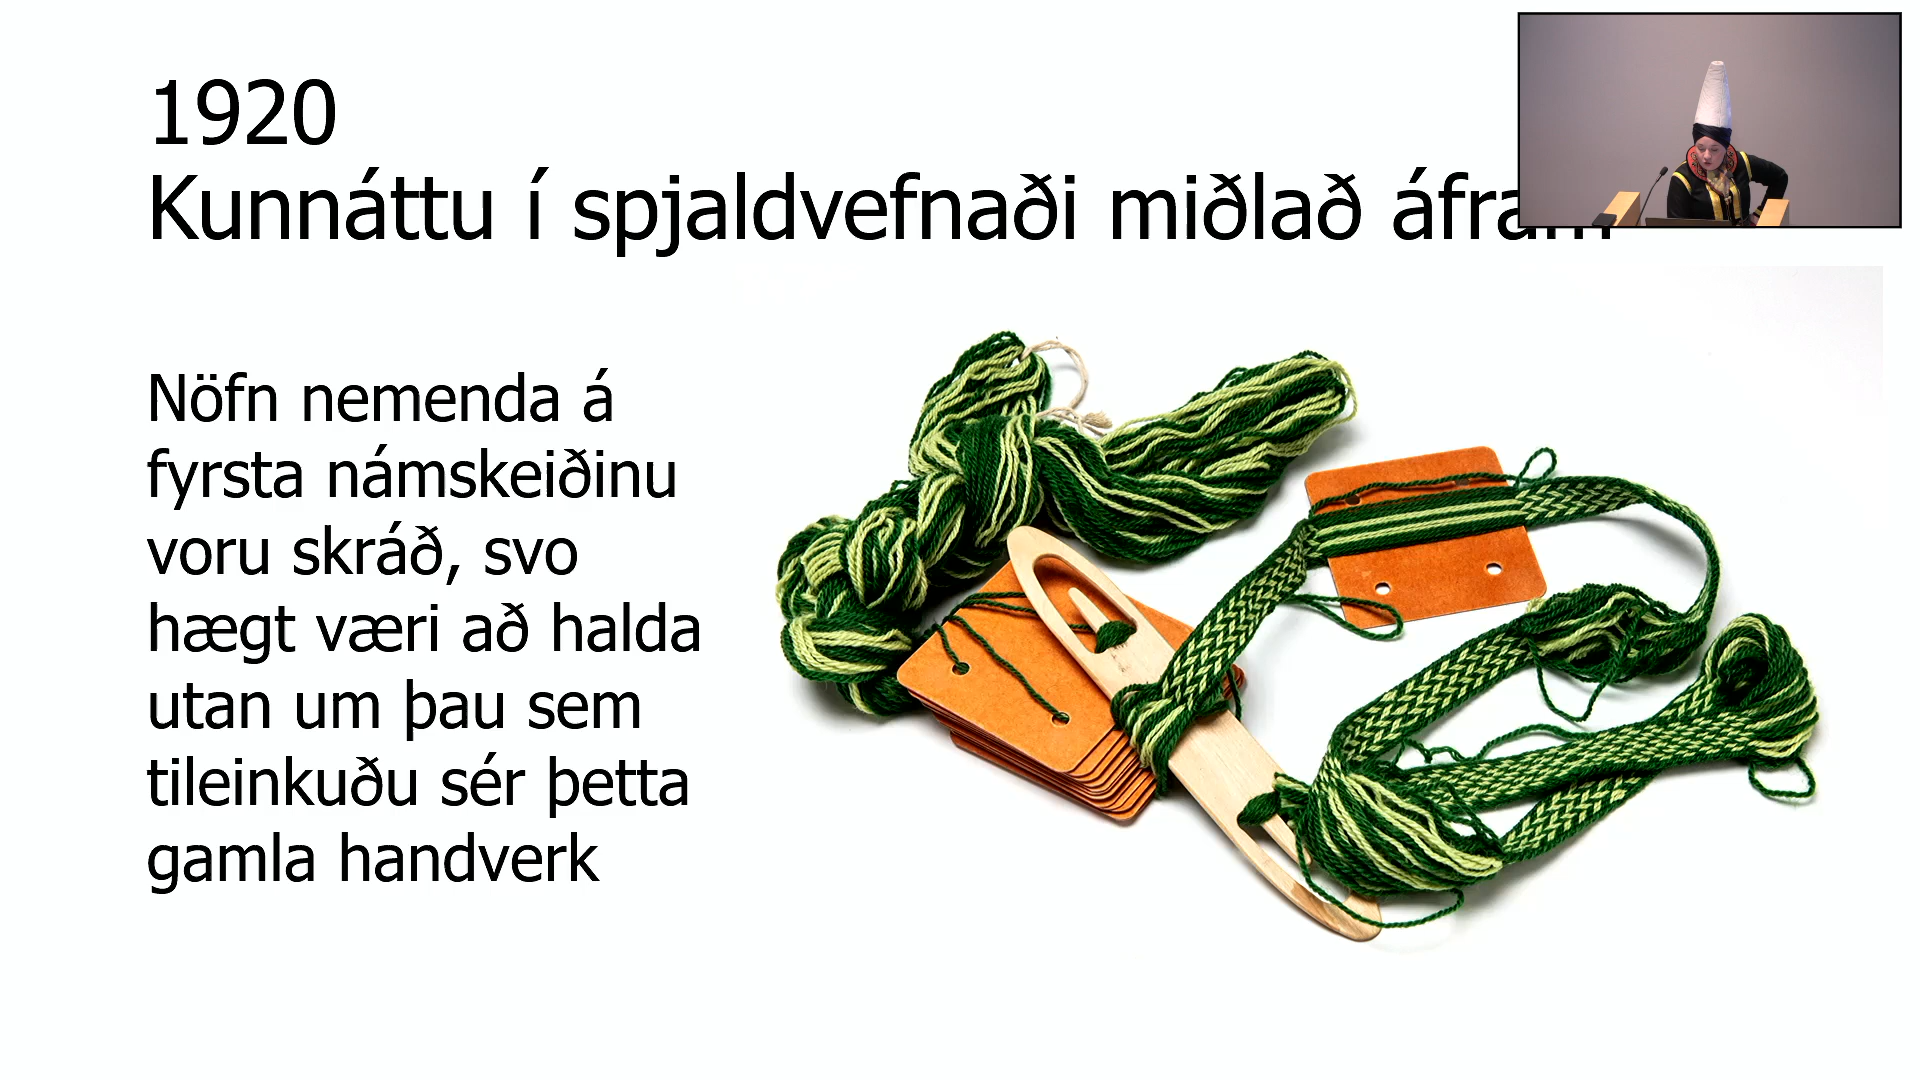 1920
Kunnáttu í spjaldvefnaði miðlað áfram
Nöfn nemenda á
fyrsta námskeiðinu
voru skráð, svo
hægt væri að halda
utan um þau sem
tileinkuðu sér þetta
gamla handverk